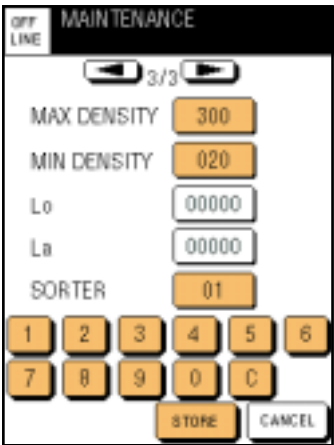 OFF LINE MAINTENANCE
3/3
MAX DENSITY 300
MIN DENSITY 020
Lo 00000
La 00000
SORTER 01
1 2 3 4 5 6
7 8 9 0 C
STORE CANCEL